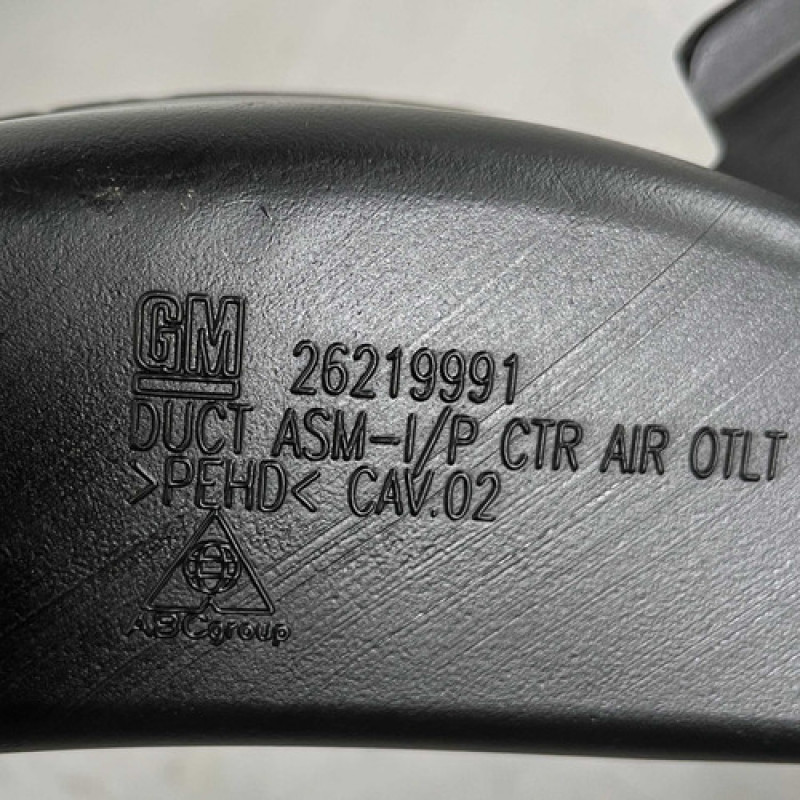 GM 26219991
DUCT ASM-I/P CTR AIR OTLT
>PEHD< CAV.02
ABCgroup